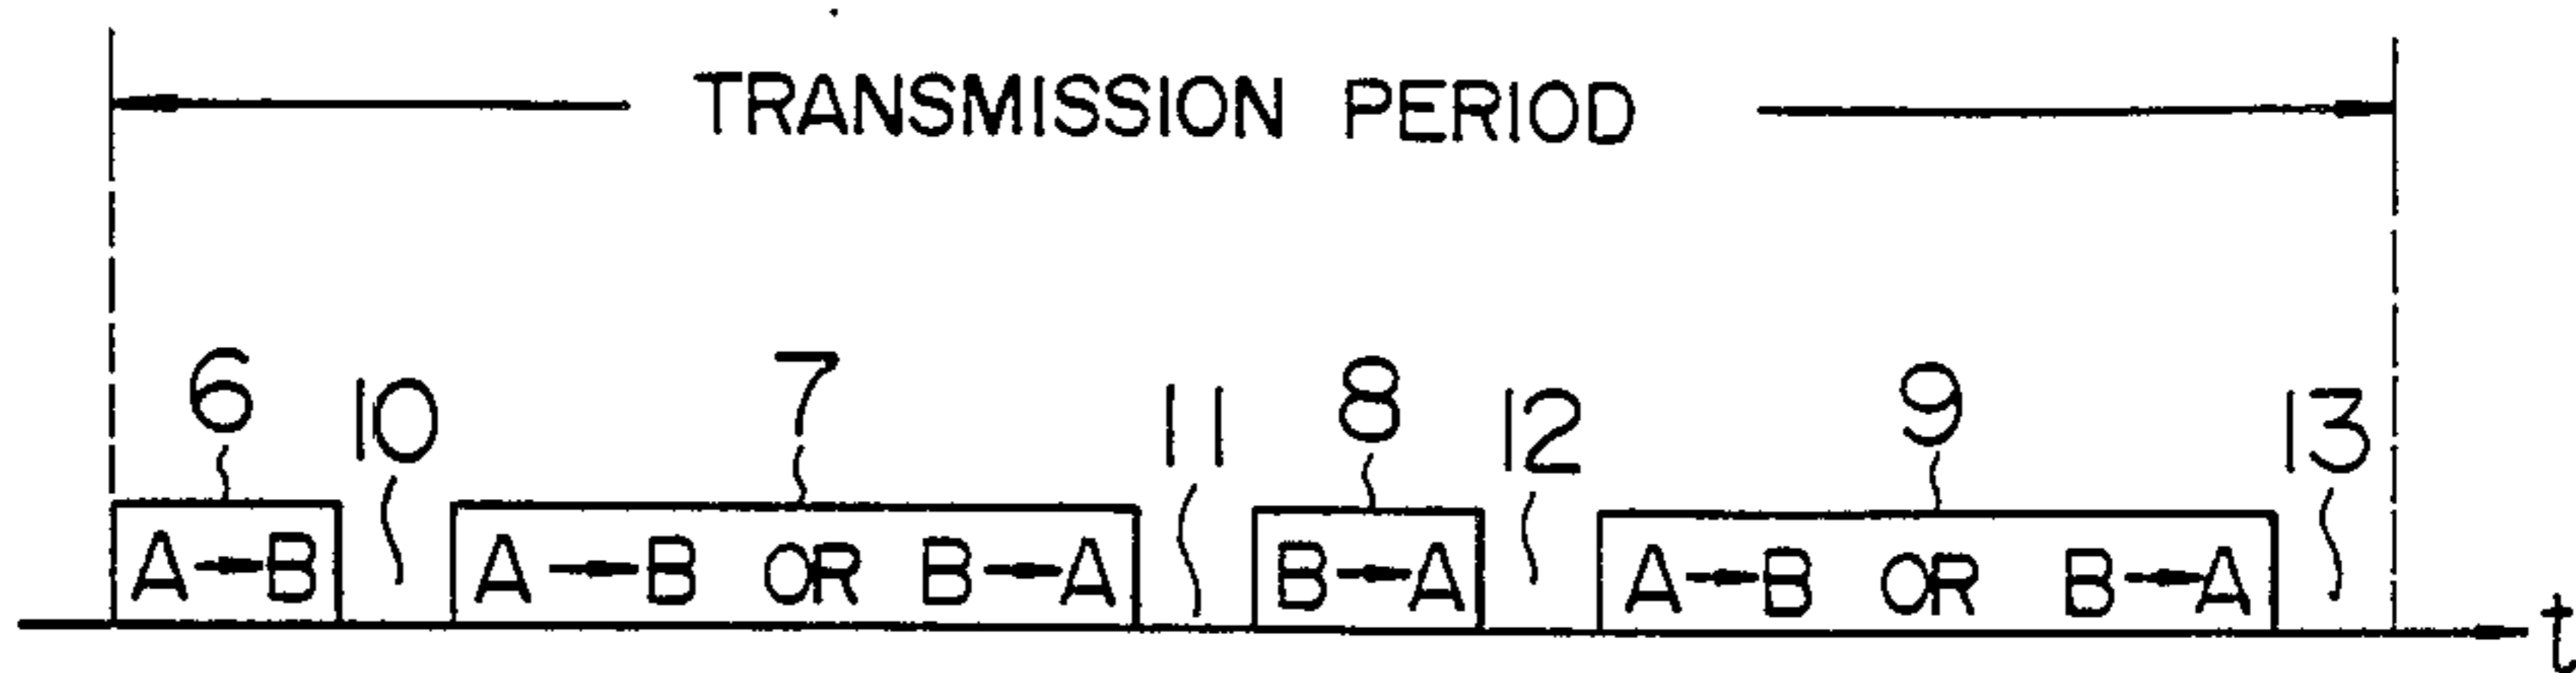 TRANSMISSION PERIOD
6 10 7 11 8 12 9 13
A→B A→B OR B→A B→A A→B OR B→A
t